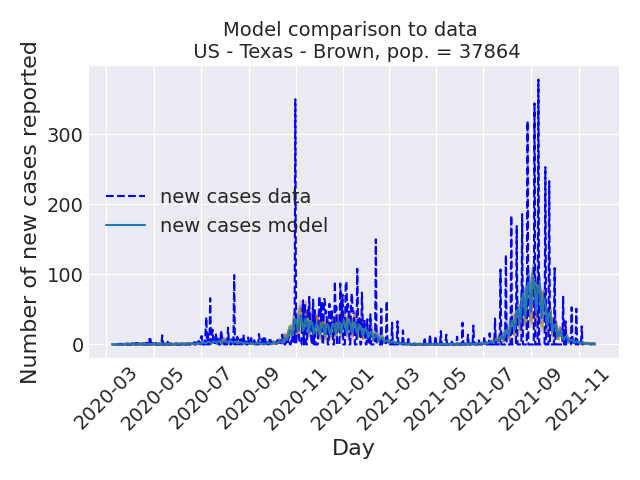 Model comparison to data
US - Texas - Brown, pop. = 37864
Number of new cases reported
300
200
100
0
new cases data
new cases model
2020-03
2020-05
2020-07
2020-09
2020-11
2021-01
2021-03
2021-05
2021-07
2021-09
2021-11
Day